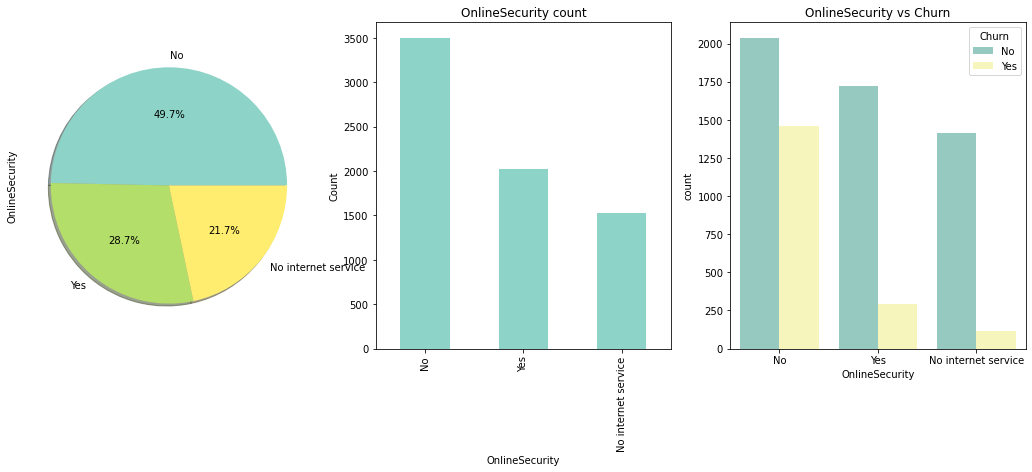 No
49.7%
OnlineSecurity
28.7%
21.7%
No internet service
Yes
OnlineSecurity count
3500
3000
2500
2000
1500
1000
500
0
Count
No
Yes
No internet service
OnlineSecurity
OnlineSecurity vs Churn
2000
1750
1500
1250
1000
750
500
250
0
count
Churn
No
Yes
No
Yes
No internet service
OnlineSecurity